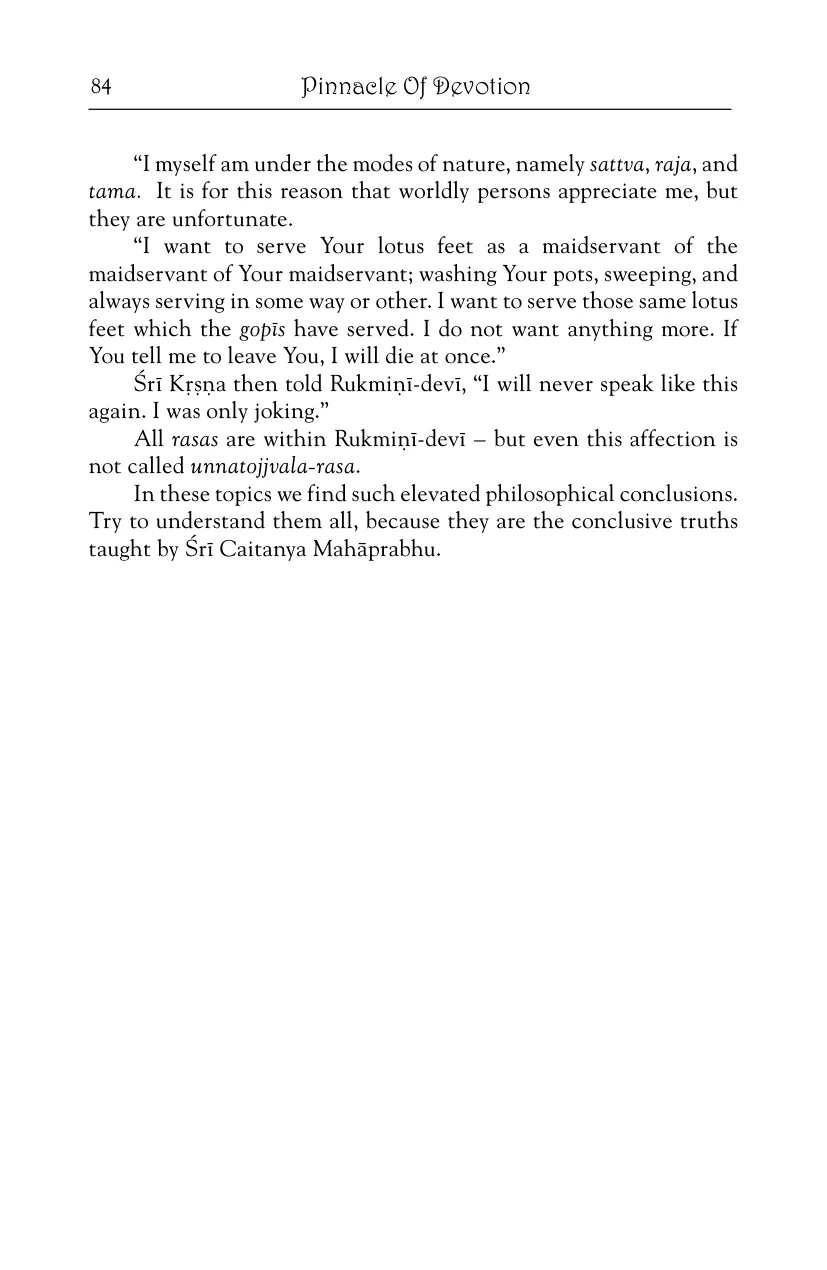 84 Pinnacle Of Devotion
“I myself am under the modes of nature, namely sattva, raja, and
tama. It is for this reason that worldly persons appreciate me, but
they are unfortunate.
“I want to serve Your lotus feet as a maidservant of the
maidservant of Your maidservant; washing Your pots, sweeping, and
always serving in some way or other. I want to serve those same lotus
feet which the gopīs have served. I do not want anything more. If
You tell me to leave You, I will die at once.”
Śrī Kṛṣṇa then told Rukmiṇī-devī, “I will never speak like this
again. I was only joking.”
All rasas are within Rukmiṇī-devī – but even this affection is
not called unnatojjvala-rasa.
In these topics we find such elevated philosophical conclusions.
Try to understand them all, because they are the conclusive truths
taught by Śrī Caitanya Mahāprabhu.